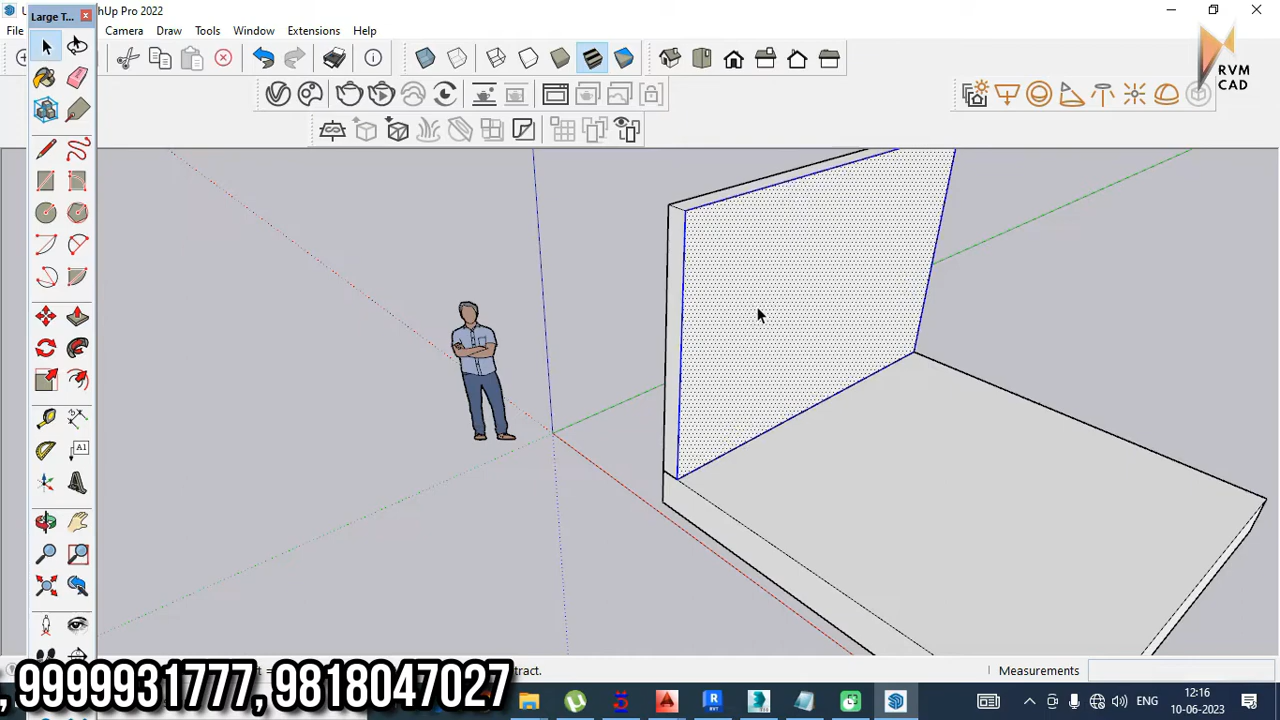 Large T...
hUp Pro 2022
File
Camera
Draw
Tools
Window
Extensions
Help
RVM
CAD
A1
tract.
Measurements
, 9999931777, 9818047027
ENG
12:16
10-06-2023